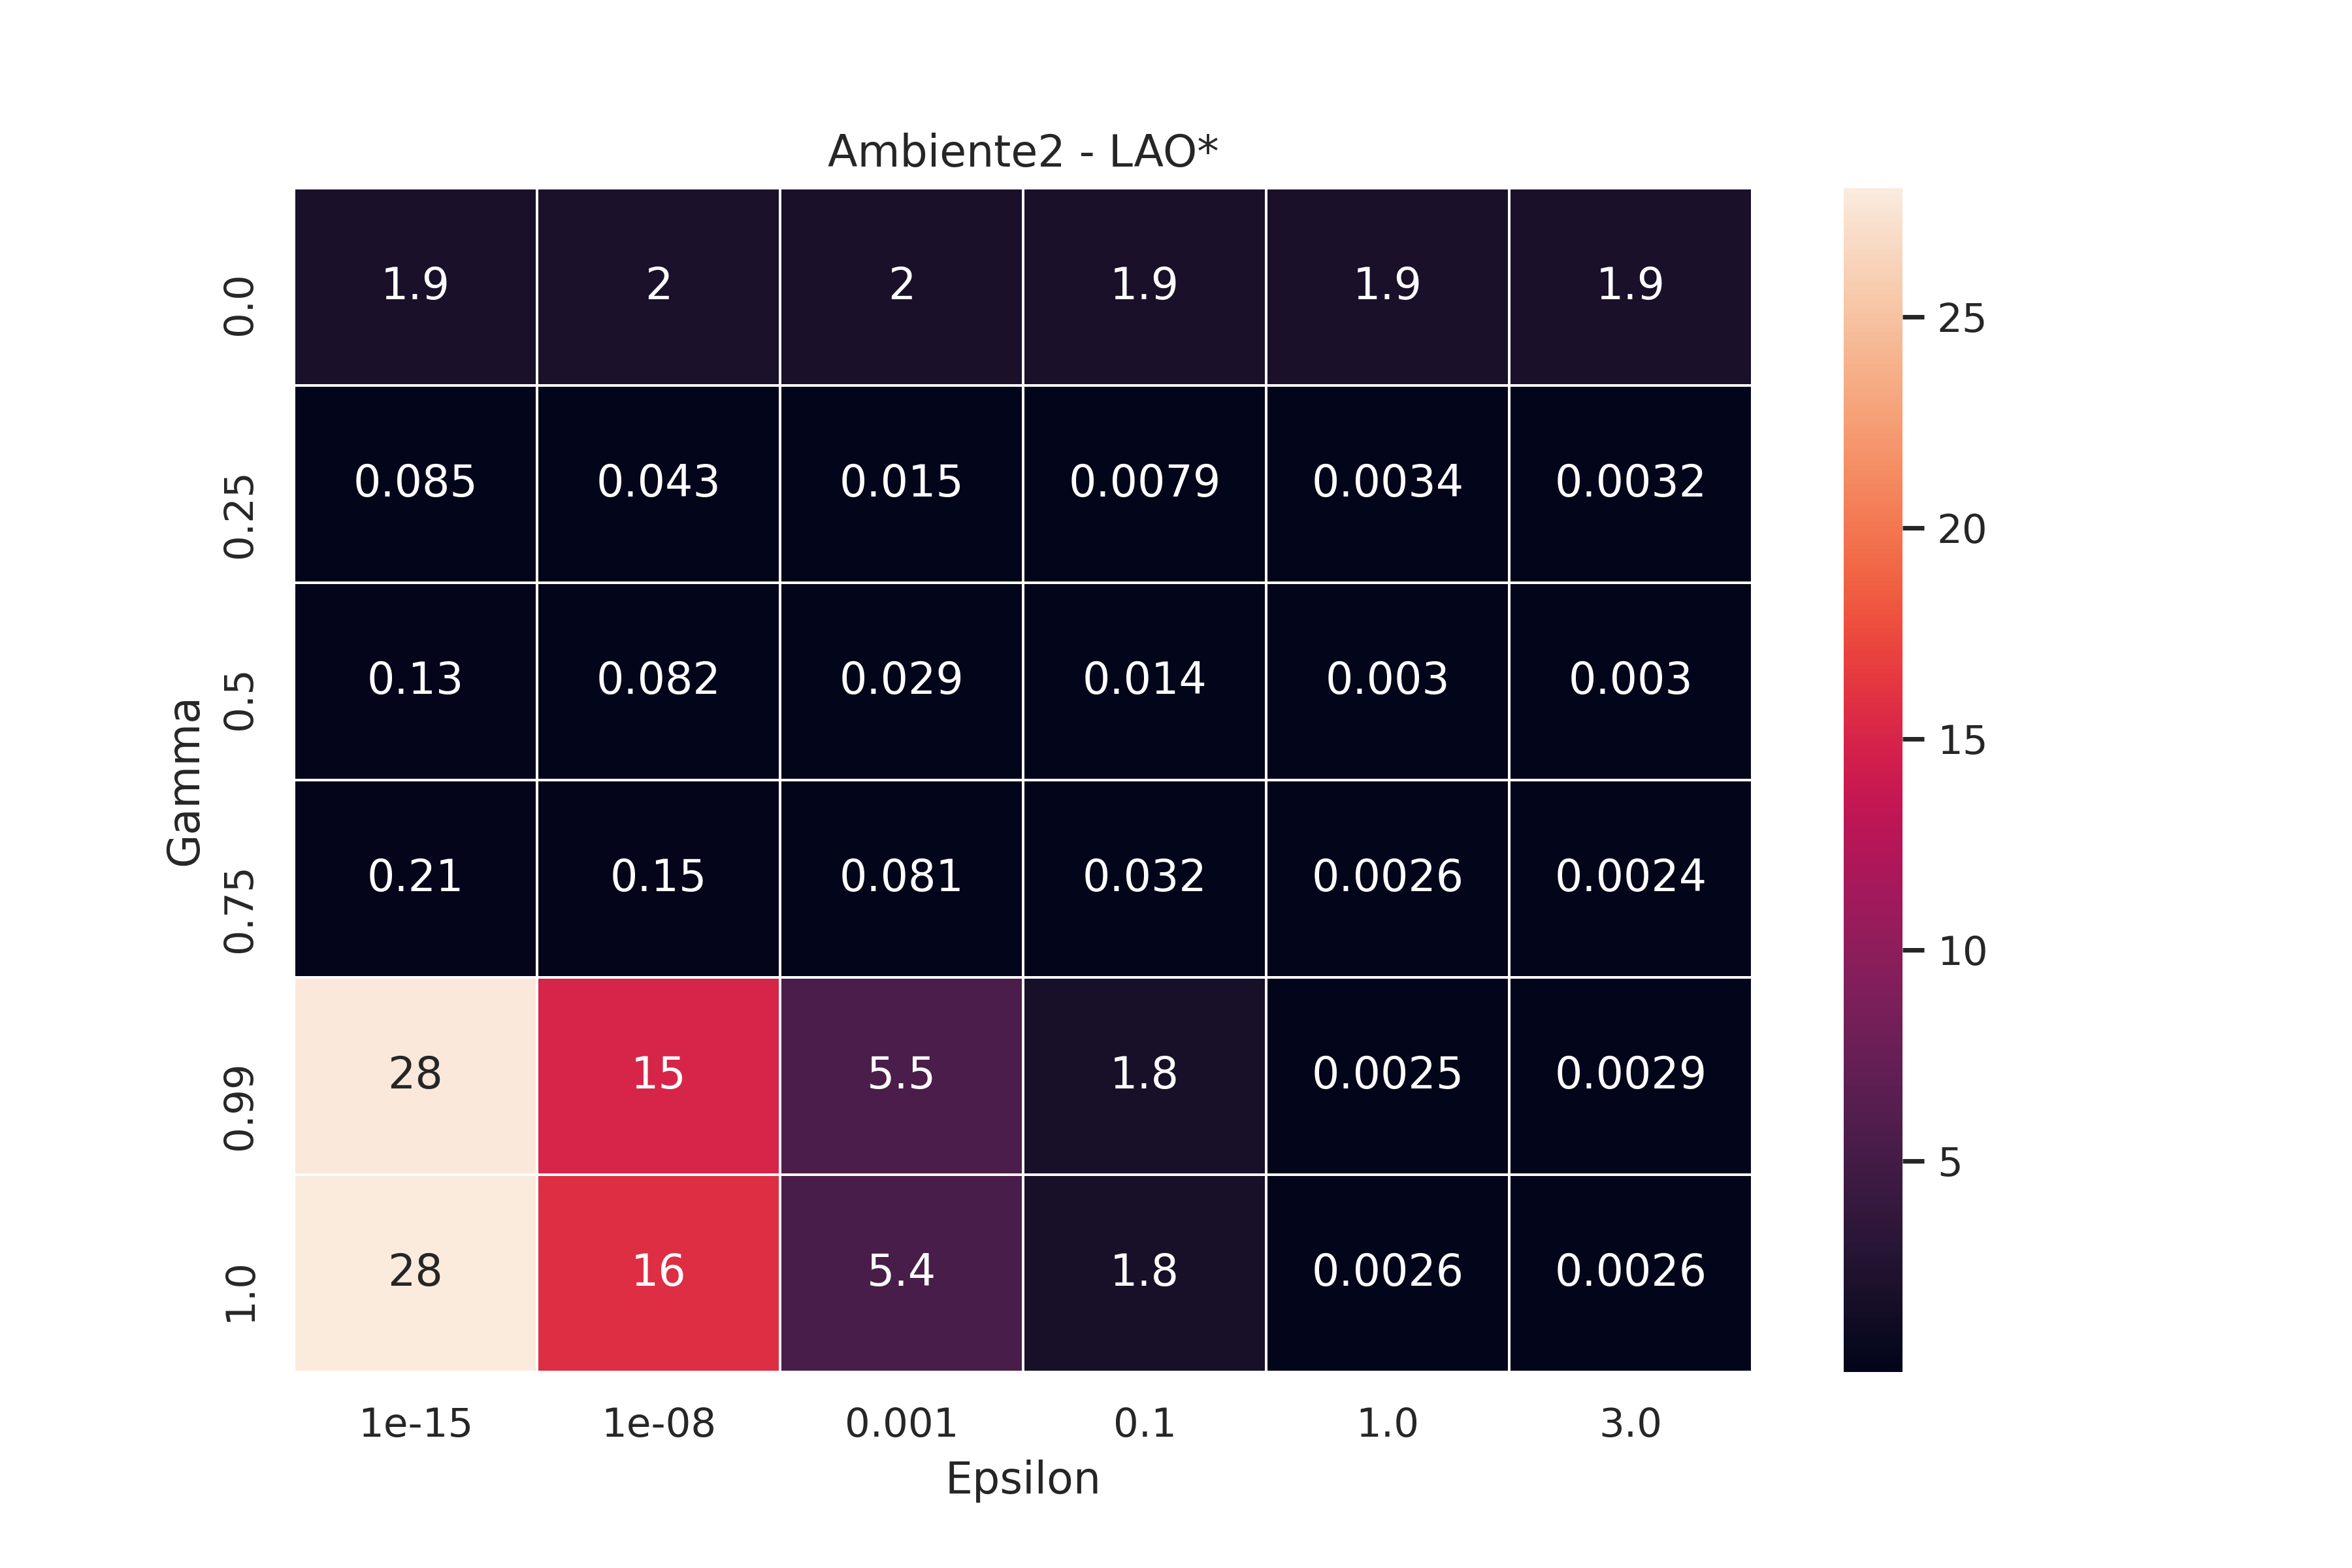 Ambiente2 - LAO*
Gamma
0.0 1.9 2 2 1.9 1.9 1.9
0.25 0.085 0.043 0.015 0.0079 0.0034 0.0032
0.5 0.13 0.082 0.029 0.014 0.003 0.003
0.75 0.21 0.15 0.081 0.032 0.0026 0.0024
0.99 28 15 5.5 1.8 0.0025 0.0029
1.0 28 16 5.4 1.8 0.0026 0.0026
1e-15 1e-08 0.001 0.1 1.0 3.0
Epsilon
25
20
15
10
5